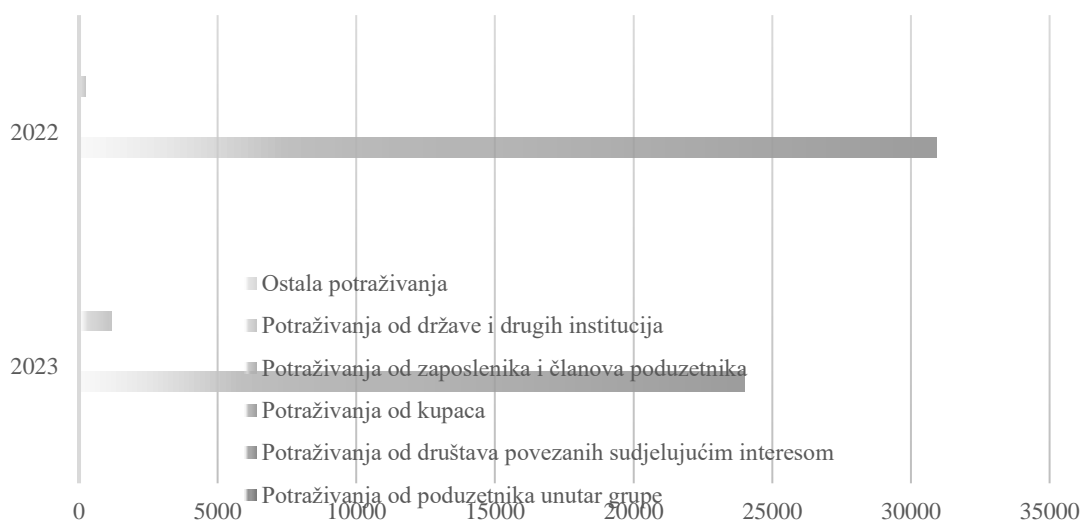 2022
Ostala potraživanja
Potraživanja od države i drugih institucija
2023
Potraživanja od zaposlenika i članova poduzetnika
Potraživanja od kupaca
Potraživanja od društava povezanih sudjelujućim interesom
Potraživanja od poduzetnika unutar grupe
0 5000 10000 15000 20000 25000 30000 35000